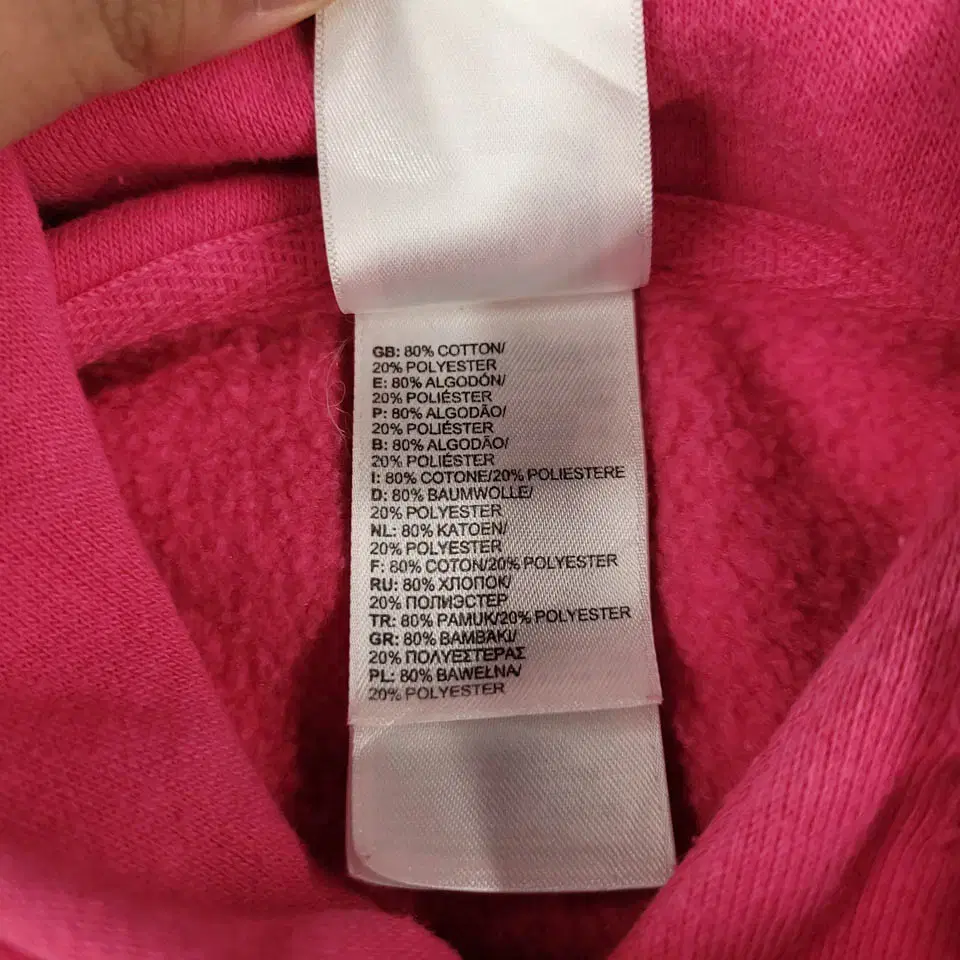 GB: 80% COTTON/
20% POLYESTER
E: 80% ALGODÓN/
20% POLIÉSTER
P: 80% ALGODÃO/
20% POLIÉSTER
B: 80% ALGODÃO/
20% POLIÉSTER
I: 80% COTONE/20% POLIESTERE
D: 80% BAUMWOLLE/
20% POLYESTER
NL: 80% KATOEN/
20% POLYESTER
F: 80% COTON/20% POLYESTER
RU: 80% ХЛОПОК/
20% ПОЛИЭСТЕР
TR: 80% PAMUK/20% POLYESTER
GR: 80% ΒΑΜΒΑΚΙ/
20% ΠΟΛΥΕΣΤΕΡΑΣ
PL: 80% BAWEŁNA/
20% POLYESTER